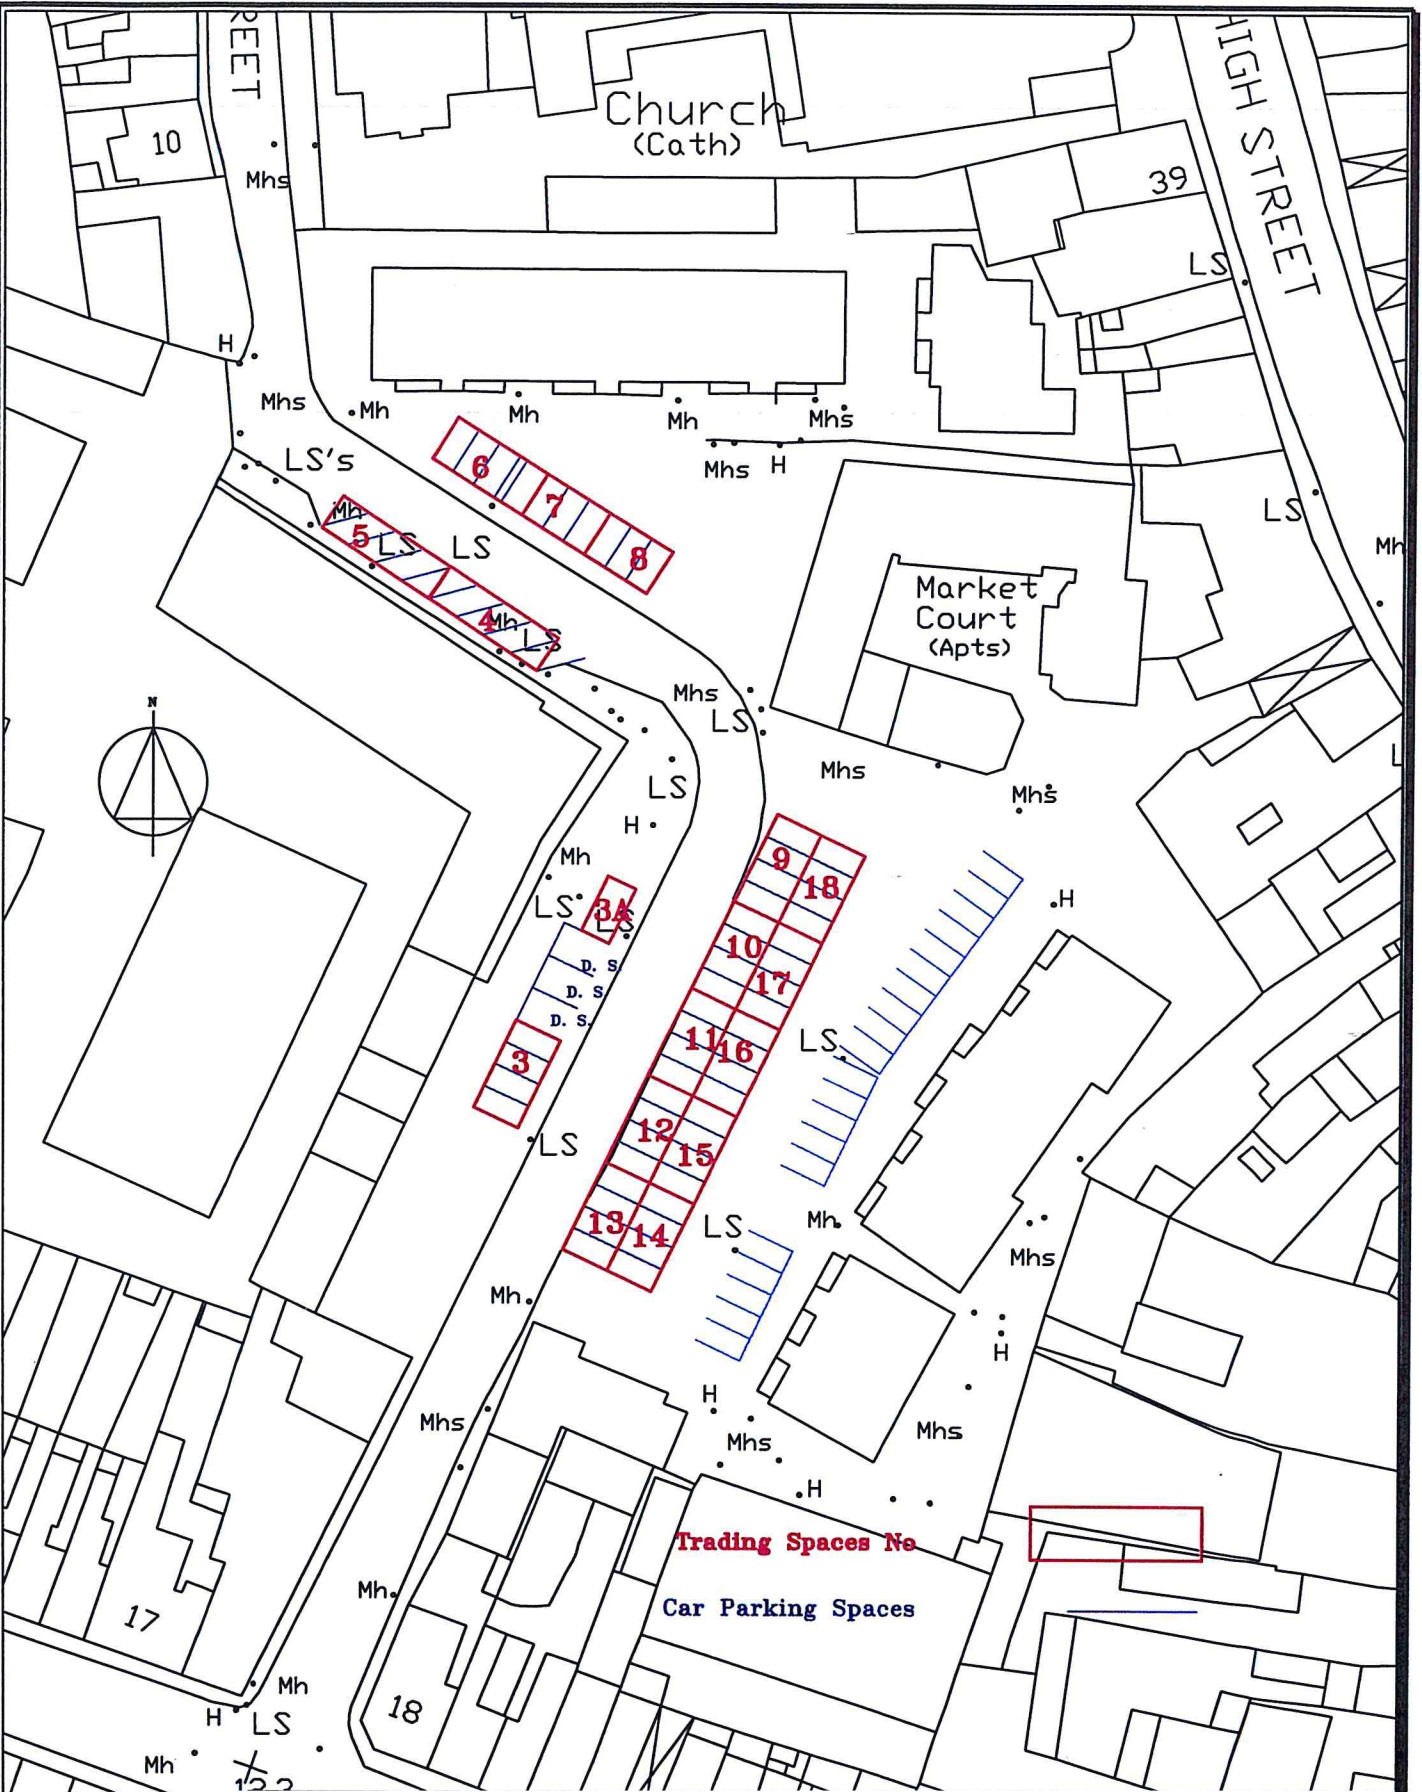 REET
HIGH STREET
Church
(Cath)
10
39
Mhs
LS
H
Mhs
Mh
Mh
Mh
Mhs
LS's
Mhs
H
6
7
8
LS
Mh
5
LS
LS
Mh
4
Mh
LS
Market
Court
(Apts)
N
Mhs
LS
Mhs
LS
Mhs
H
Mh
9
18
LS
3A
LS
H
10
D. S.
17
D. S.
D. S.
11
16
LS
3
12
15
LS
13
14
LS
Mh
Mhs
Mh
H
H
Mhs
Mhs
Mhs
H
Trading Spaces No
Car Parking Spaces
Mh
17
Mh
18
H
LS
Mh